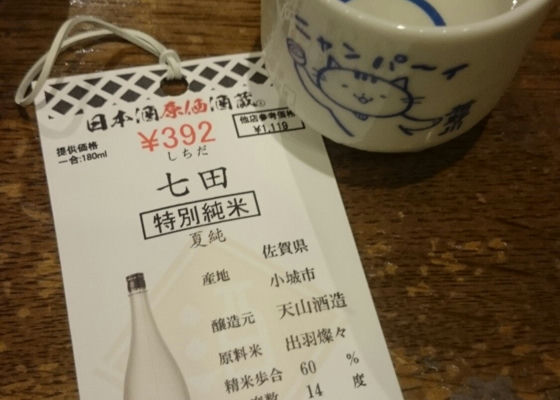 ニャンパーイ
日本酒原価酒蔵
提供価格
一合:180ml
¥392
他店参考価格
¥1,119
しちだ
七田
特別純米
夏純
産地 佐賀県
小城市
醸造元 天山酒造
原料米 出羽燦々
精米歩合 60 %
度数 14 度